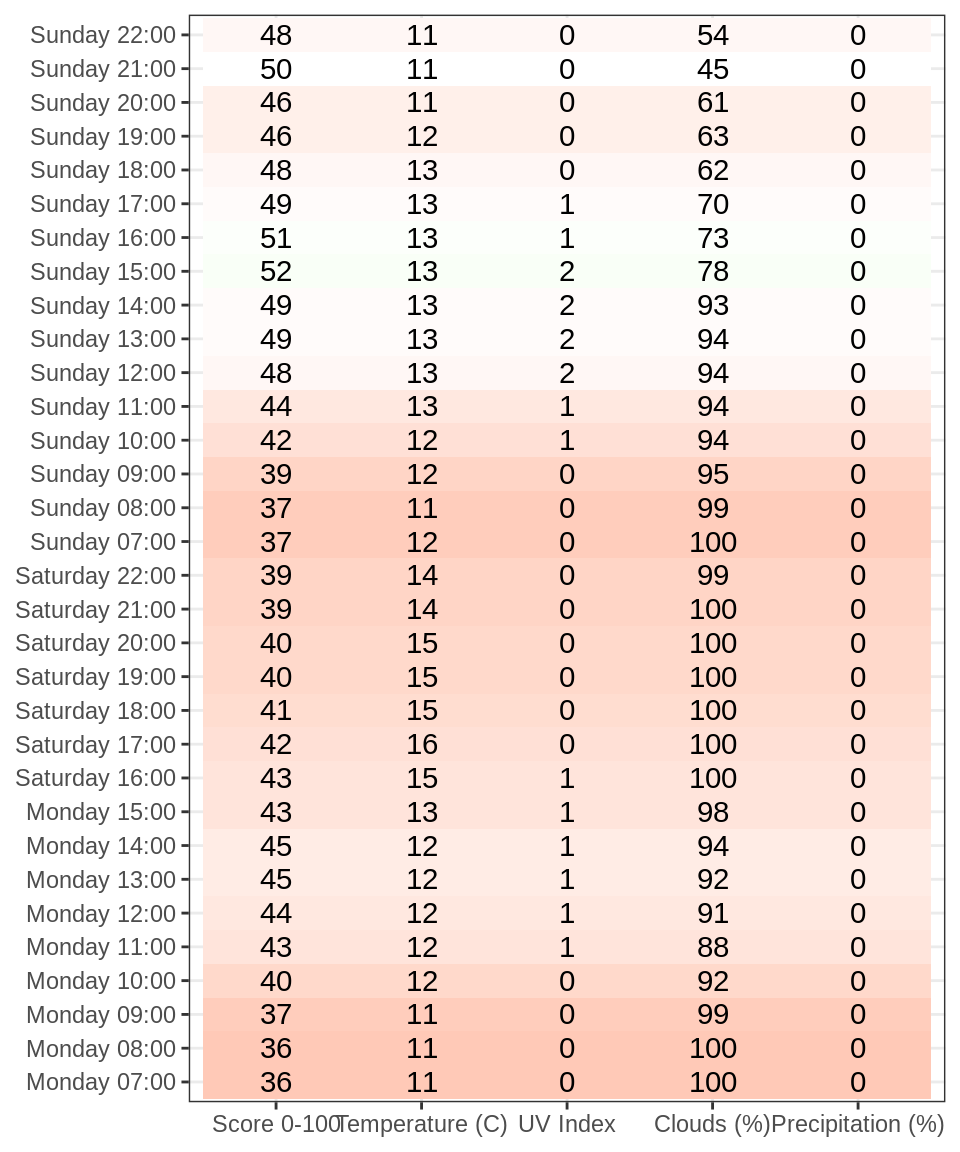 Sunday 22:00 48 11 0 54 0
Sunday 21:00 50 11 0 45 0
Sunday 20:00 46 11 0 61 0
Sunday 19:00 46 12 0 63 0
Sunday 18:00 48 13 0 62 0
Sunday 17:00 49 13 1 70 0
Sunday 16:00 51 13 1 73 0
Sunday 15:00 52 13 2 78 0
Sunday 14:00 49 13 2 93 0
Sunday 13:00 49 13 2 94 0
Sunday 12:00 48 13 2 94 0
Sunday 11:00 44 13 1 94 0
Sunday 10:00 42 12 1 94 0
Sunday 09:00 39 12 0 95 0
Sunday 08:00 37 11 0 99 0
Sunday 07:00 37 12 0 100 0
Saturday 22:00 39 14 0 99 0
Saturday 21:00 39 14 0 100 0
Saturday 20:00 40 15 0 100 0
Saturday 19:00 40 15 0 100 0
Saturday 18:00 41 15 0 100 0
Saturday 17:00 42 16 0 100 0
Saturday 16:00 43 15 1 100 0
Monday 15:00 43 13 1 98 0
Monday 14:00 45 12 1 94 0
Monday 13:00 45 12 1 92 0
Monday 12:00 44 12 1 91 0
Monday 11:00 43 12 1 88 0
Monday 10:00 40 12 0 92 0
Monday 09:00 37 11 0 99 0
Monday 08:00 36 11 0 100 0
Monday 07:00 36 11 0 100 0
Score 0-100 Temperature (C) UV Index Clouds (%) Precipitation (%)